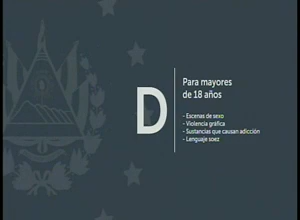 D
Para mayores
de 18 años
- Escenas de sexo
- Violencia gráfica
- Sustancias que causan adicción
- Lenguaje soez